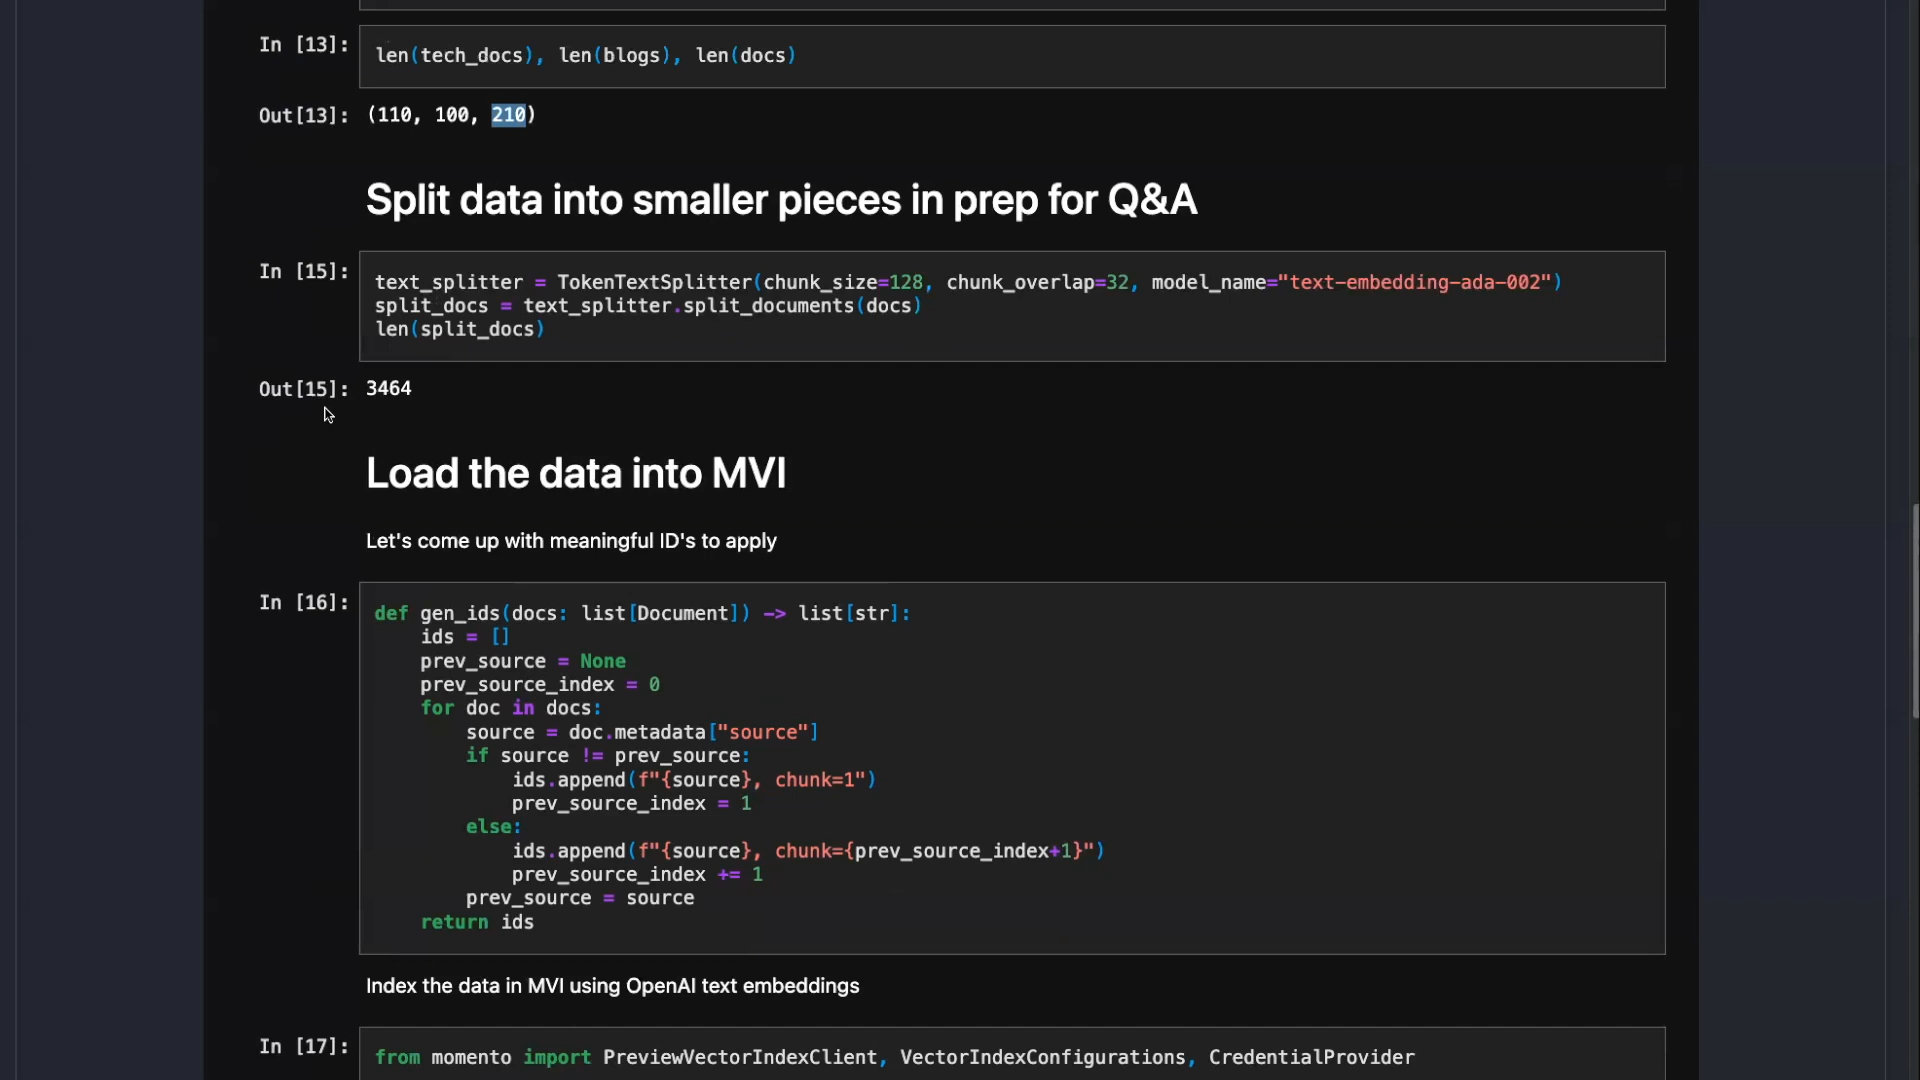 In [13]: len(tech_docs), len(blogs), len(docs)
Out[13]: (110, 100, 210)
Split data into smaller pieces in prep for Q&A
In [15]: text_splitter = TokenTextSplitter(chunk_size=128, chunk_overlap=32, model_name="text-embedding-ada-002")
split_docs = text_splitter.split_documents(docs)
len(split_docs)
Out[15]: 3464
Load the data into MVI
Let's come up with meaningful ID's to apply
In [16]: def gen_ids(docs: list[Document]) -> list[str]:
    ids = []
    prev_source = None
    prev_source_index = 0
    for doc in docs:
        source = doc.metadata["source"]
        if source != prev_source:
            ids.append(f"{source}, chunk=1")
            prev_source_index = 1
        else:
            ids.append(f"{source}, chunk={prev_source_index+1}")
            prev_source_index += 1
        prev_source = source
    return ids
Index the data in MVI using OpenAI text embeddings
In [17]: from momento import PreviewVectorIndexClient, VectorIndexConfigurations, CredentialProvider